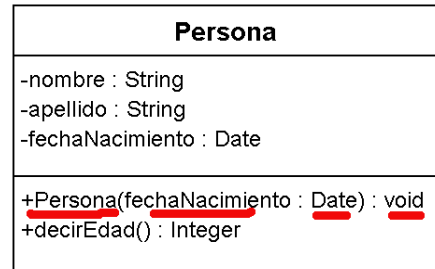 Persona
-nombre : String
-apellido : String
-fechaNacimiento : Date
+Persona(fechaNacimiento : Date) : void
+decirEdad() : Integer